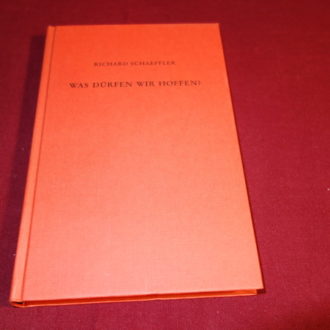 RICHARD SCHAEFFLER
WAS DÜRFEN WIR HOFFEN?